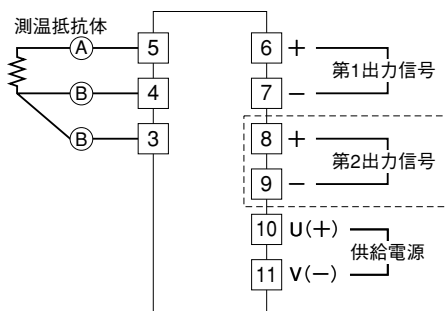 測温抵抗体
A 5
B 4
B 3
6 +
第1出力信号
7 −
8 +
第2出力信号
9 −
10 U(+)
供給電源
11 V(−)